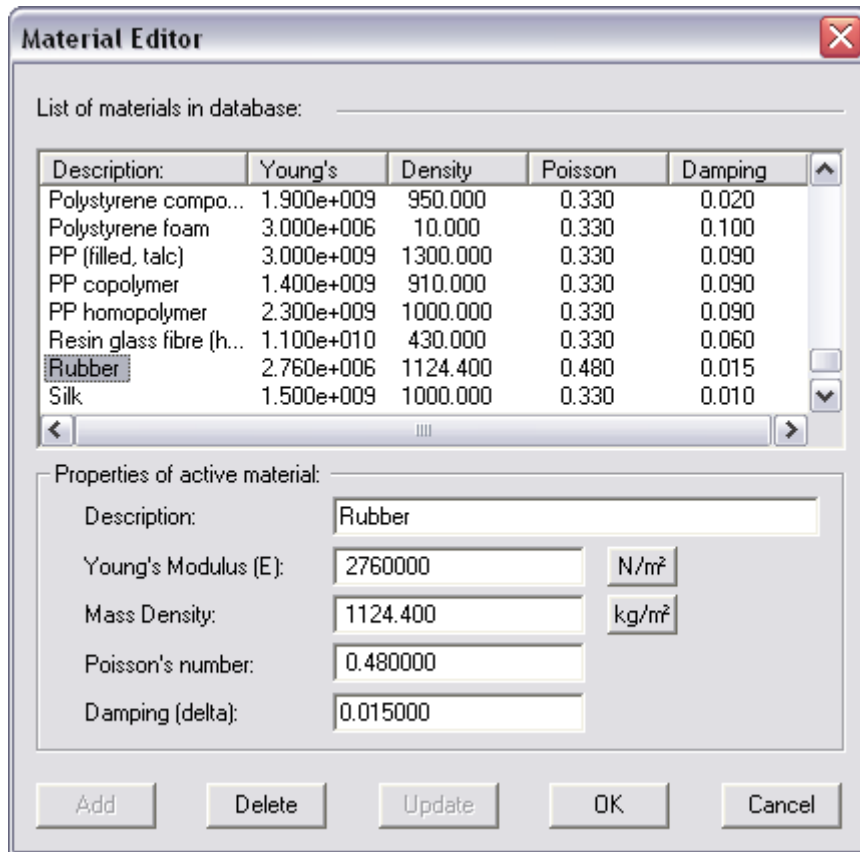 Material Editor
List of materials in database:
Description: Young's Density Poisson Damping
Polystyrene compo... 1.900e+009 950.000 0.330 0.020
Polystyrene foam 3.000e+006 10.000 0.330 0.100
PP (filled, talc) 3.000e+009 1300.000 0.330 0.090
PP copolymer 1.400e+009 910.000 0.330 0.090
PP homopolymer 2.300e+009 1000.000 0.330 0.090
Resin glass fibre (h... 1.100e+010 430.000 0.330 0.060
Rubber 2.760e+006 1124.400 0.480 0.015
Silk 1.500e+009 1000.000 0.330 0.010
Properties of active material:
Description: Rubber
Young's Modulus (E): 2760000 N/m²
Mass Density: 1124.400 kg/m²
Poisson's number: 0.480000
Damping (delta): 0.015000
Add Delete Update OK Cancel